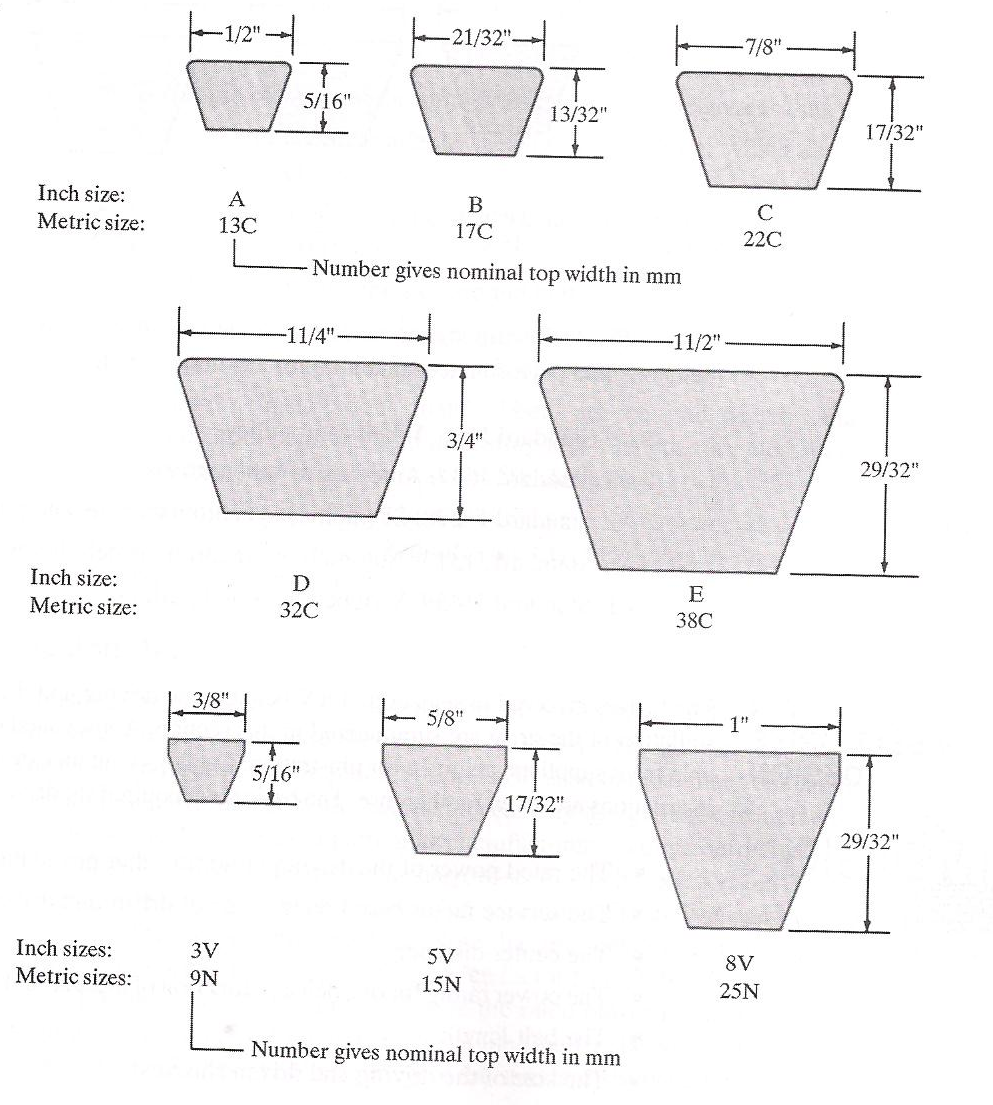 1/2"
21/32"
7/8"
5/16"
13/32"
17/32"
Inch size: A B C
Metric size: 13C 17C 22C
Number gives nominal top width in mm
11/4"
11/2"
3/4"
29/32"
Inch size: D E
Metric size: 32C 38C
3/8"
5/8"
1"
5/16"
17/32"
29/32"
Inch sizes: 3V 5V 8V
Metric sizes: 9N 15N 25N
Number gives nominal top width in mm